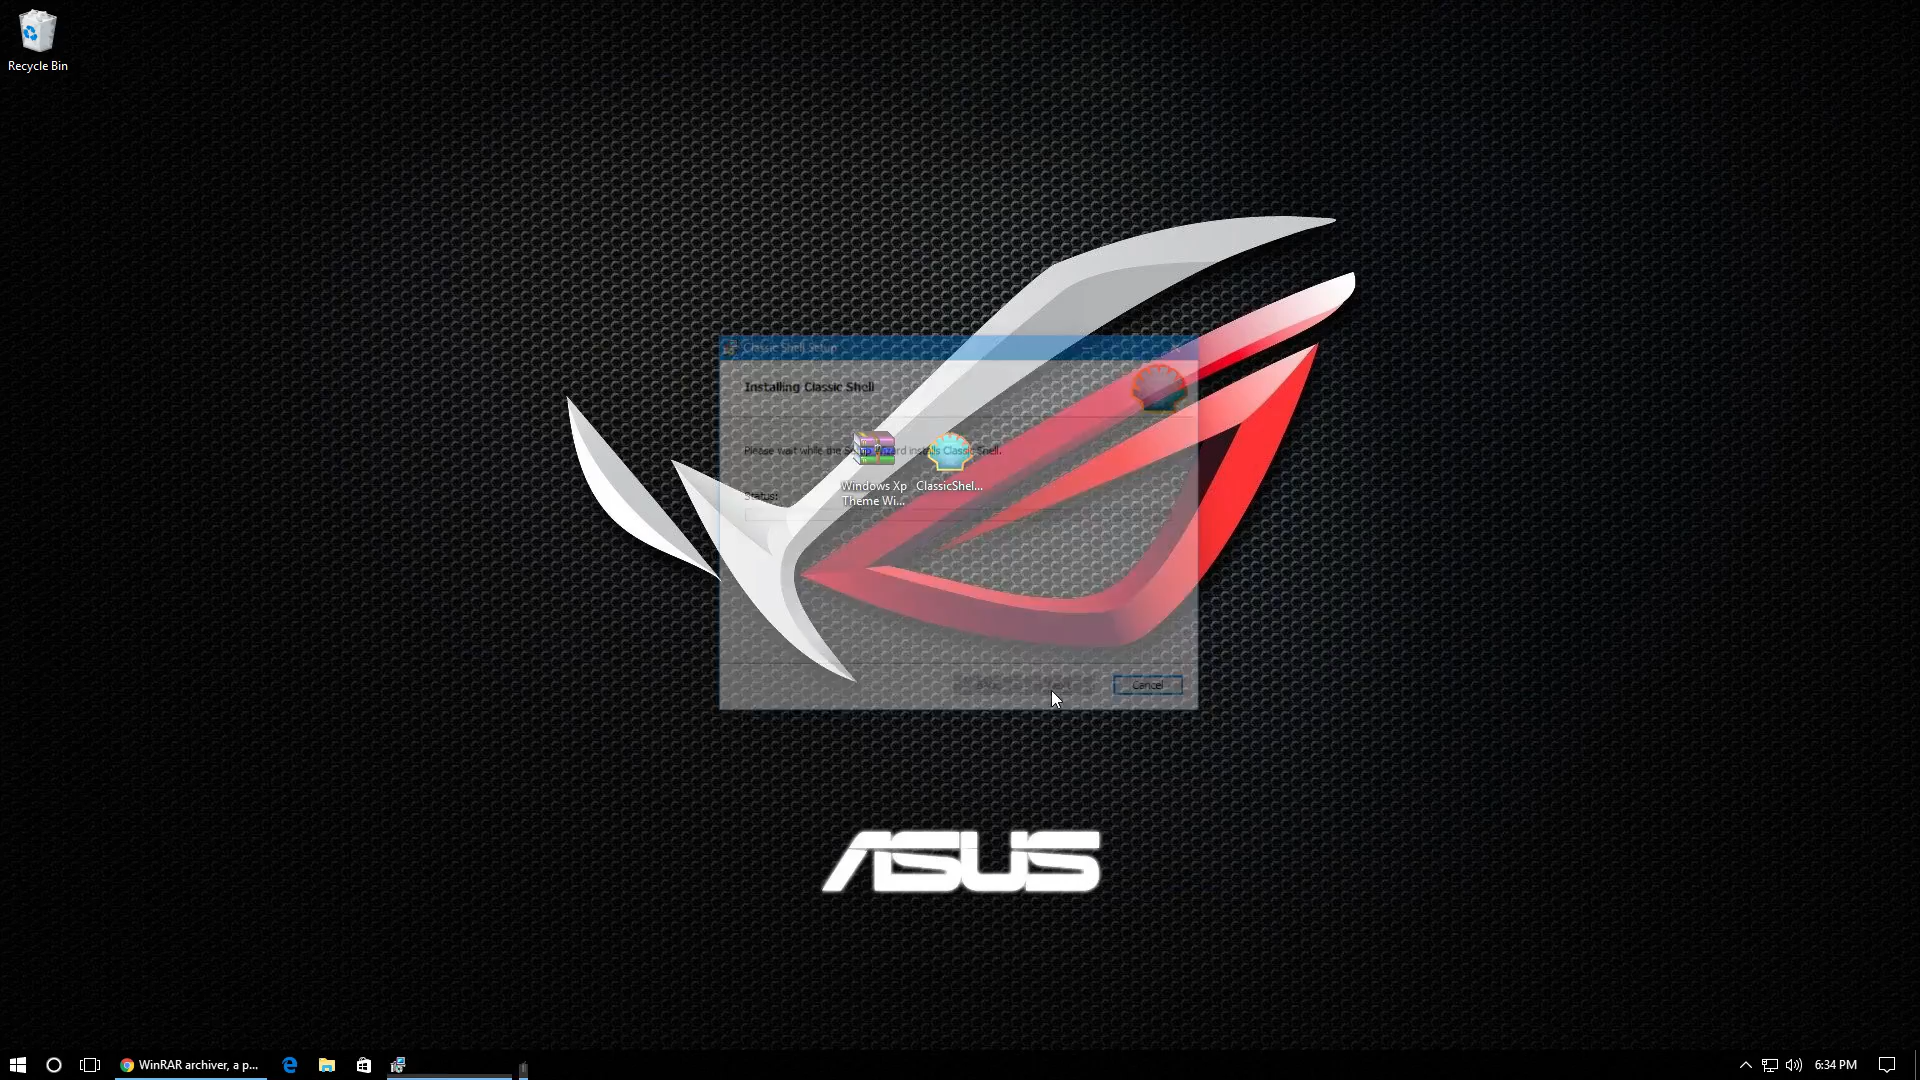 Recycle Bin
Classic Shell Setup
Installing Classic Shell
Please wait while the Setup Wizard installs Classic Shell.
Windows Xp
Theme Wi...
ClassicShel...
Status:
Cancel
ASUS
WinRAR archiver, a p...
6:34 PM